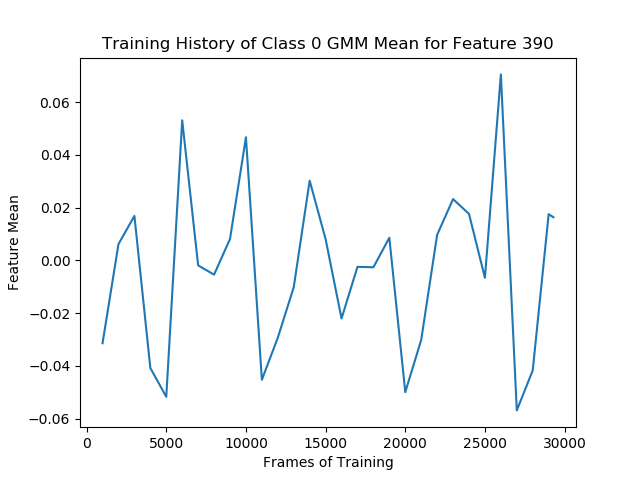 Training History of Class 0 GMM Mean for Feature 390
0.06
0.04
0.02
0.00
−0.02
−0.04
−0.06
Feature Mean
0 5000 10000 15000 20000 25000 30000
Frames of Training